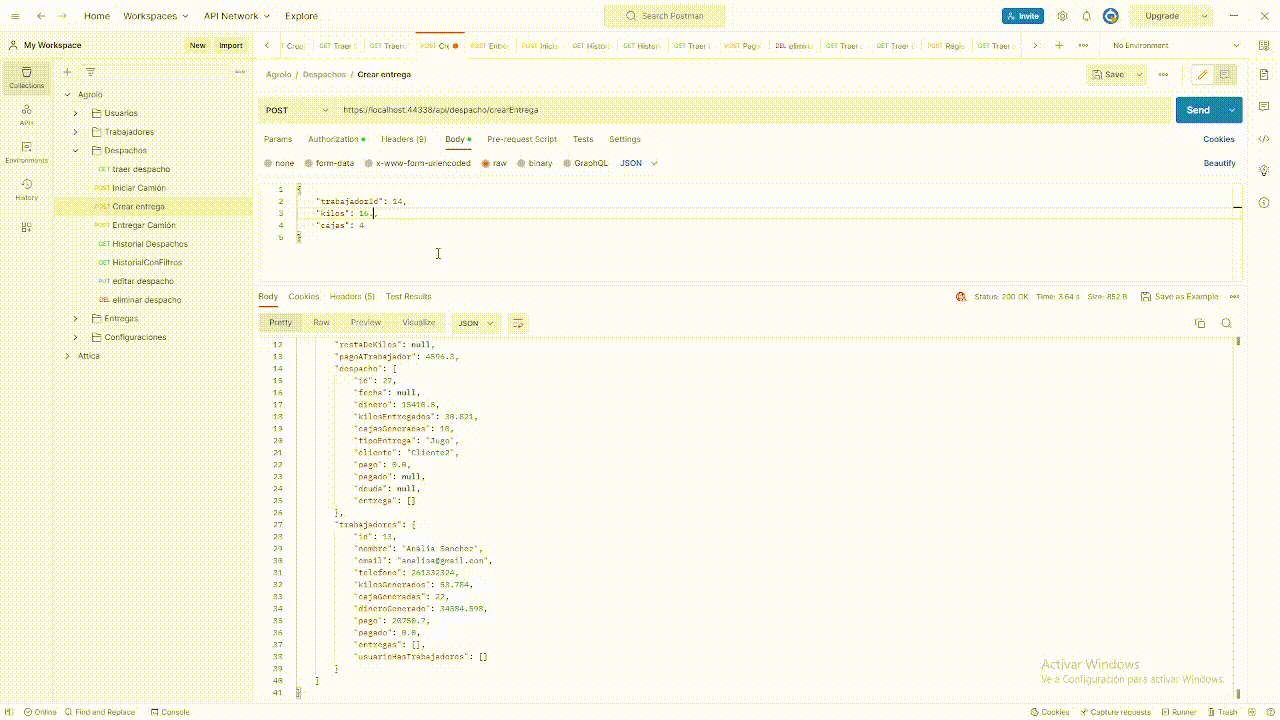 Home Workspaces API Network Explore Search Postman Invite Upgrade
My Workspace New Import No Environment
Collections
API
Environments
History
Agrolo
Usuarios
Trabajadores
Despachos
GET traer despacho
POST Iniciar Camión
POST Crear entrega
POST Entregar Camión
GET Historial Despachos
GET HistorialConFiltros
PUT editar despacho
DEL eliminar despacho
Entregas
Configuraciones
Attica
Agrolo / Despachos / Crear entrega Save
POST https://localhost:44338/api/despacho/crearEntrega Send
Params Authorization Headers (9) Body Pre-request Script Tests Settings Cookies
none form-data x-www-form-urlencoded raw binary GraphQL JSON Beautify
1 {
2 "trabajadorId": 14,
3 "kilos": 16.,
4 "cajas": 4
5 }
Body Cookies Headers (5) Test Results Status: 200 OK Time: 3.64 s Size: 852 B Save as Example
Pretty Raw Preview Visualize JSON
12 "restaDeKilos": null,
13 "pagoATrabajador": 4596.3,
14 "despacho": {
15 "id": 27,
16 "fecha": null,
17 "dinero": 15410.5,
18 "kilosEntregados": 30.821,
19 "cajasGeneradas": 10,
20 "tipoEntrega": "Jugo",
21 "cliente": "Cliente2",
22 "pago": 0.0,
23 "pagado": null,
24 "deuda": null,
25 "entrega": []
26 },
27 "trabajadores": {
28 "id": 13,
29 "nombre": "Analia Sanchez",
30 "email": "analisa@gmail.com",
31 "telefono": 261332324,
32 "kilosGenerados": 53.784,
33 "cajaGeneradas": 22,
34 "dineroGenerado": 34584.598,
35 "pago": 20750.7,
36 "pagado": 0.0,
37 "entregas": [],
38 "usuarioHasTrabajadores": []
39 }
40 }
41
Activar Windows
Ve a Configuración para activar Windows.
Online Find and Replace Console Cookies Capture requests Runner Trash